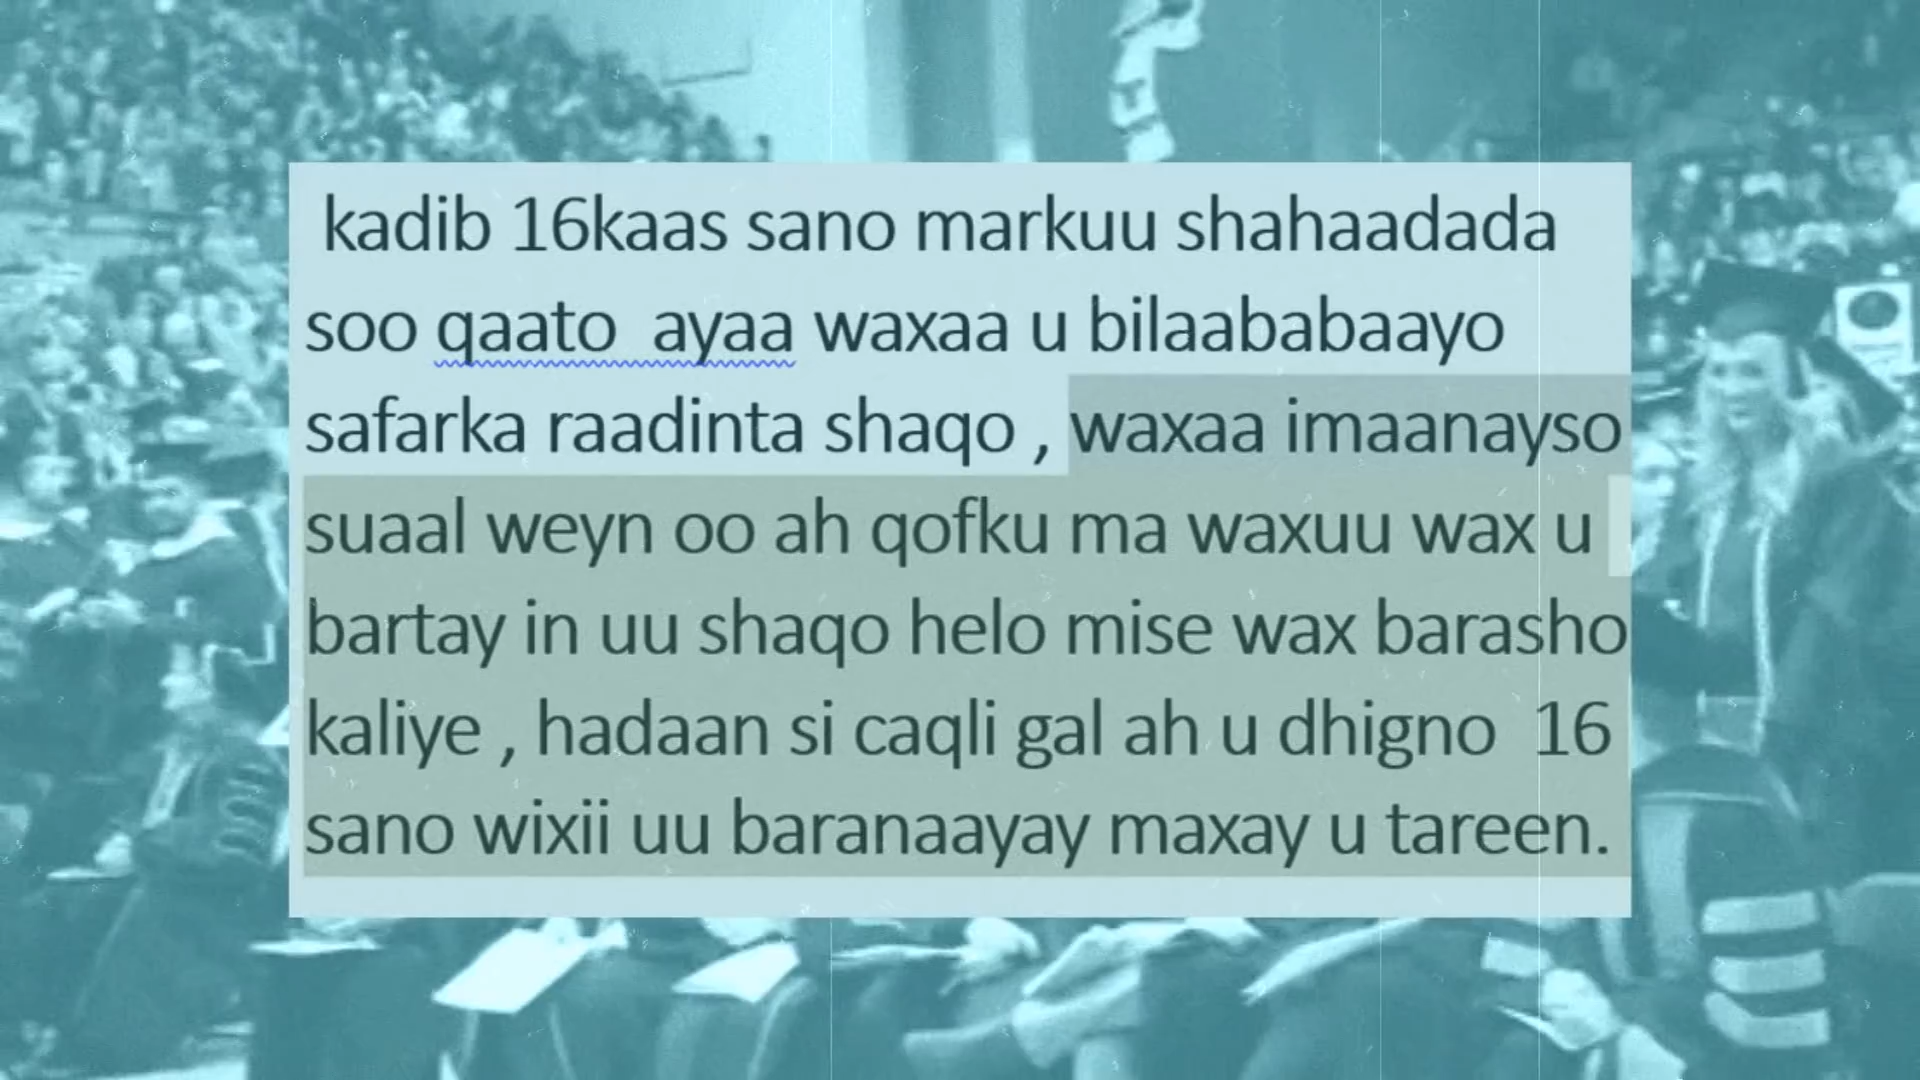 kadib 16kaas sano markuu shahaadada
soo qaato ayaa waxaa u bilaababaayo
safarka raadinta shaqo , waxaa imaanayso
suaal weyn oo ah qofku ma waxuu wax u
bartay in uu shaqo helo mise wax barasho
kaliye , hadaan si caqli gal ah u dhigno 16
sano wixii uu baranaayay maxay u tareen.